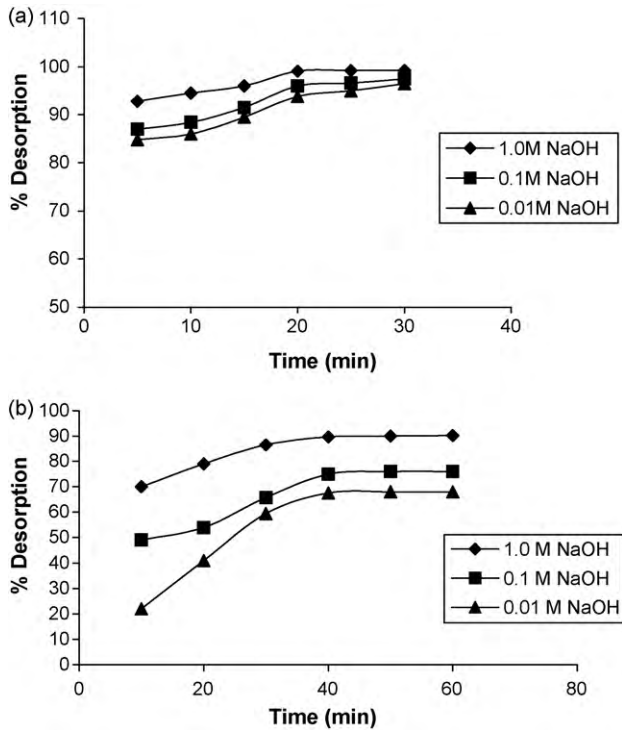 (a)
110
100
90
80
70
60
50
% Desorption
0
10
20
30
40
Time (min)
1.0M NaOH
0.1M NaOH
0.01M NaOH
(b)
100
90
80
70
60
50
40
30
20
10
0
% Desorption
0
20
40
60
80
Time (min)
1.0 M NaOH
0.1 M NaOH
0.01 M NaOH